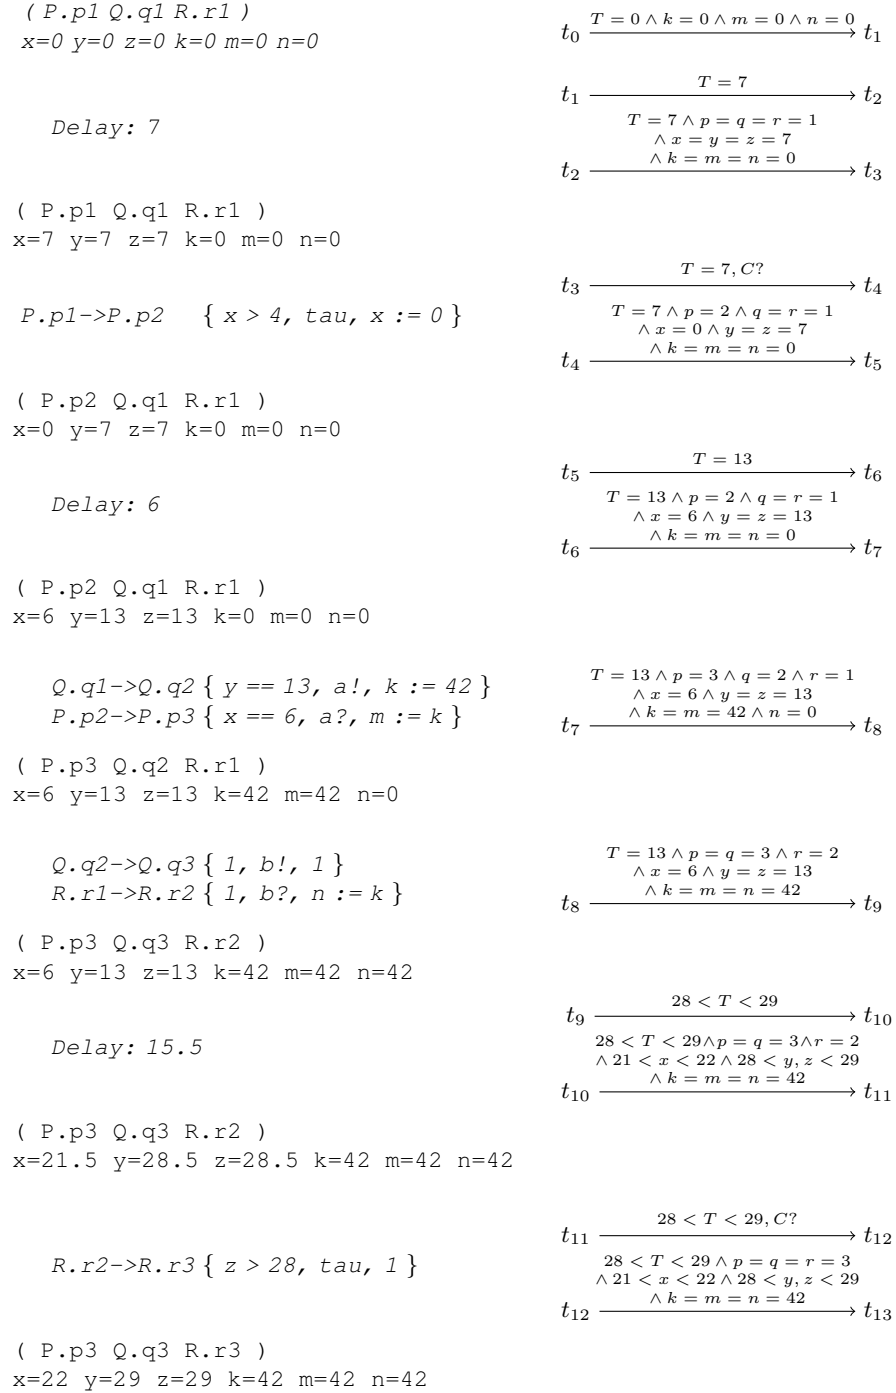 ( P.p1 Q.q1 R.r1 )
x=0 y=0 z=0 k=0 m=0 n=0
T = 0 ∧ k = 0 ∧ m = 0 ∧ n = 0
t₀ → t₁
T = 7
t₁ → t₂
Delay: 7
T = 7 ∧ p = q = r = 1
∧ x = y = z = 7
∧ k = m = n = 0
t₂ → t₃
( P.p1 Q.q1 R.r1 )
x=7 y=7 z=7 k=0 m=0 n=0
T = 7, C?
t₃ → t₄
P.p1->P.p2 { x > 4, tau, x := 0 }
T = 7 ∧ p = 2 ∧ q = r = 1
∧ x = 0 ∧ y = z = 7
∧ k = m = n = 0
t₄ → t₅
( P.p2 Q.q1 R.r1 )
x=0 y=7 z=7 k=0 m=0 n=0
T = 13
t₅ → t₆
Delay: 6
T = 13 ∧ p = 2 ∧ q = r = 1
∧ x = 6 ∧ y = z = 13
∧ k = m = n = 0
t₆ → t₇
( P.p2 Q.q1 R.r1 )
x=6 y=13 z=13 k=0 m=0 n=0
Q.q1->Q.q2 { y == 13, a!, k := 42 }
P.p2->P.p3 { x == 6, a?, m := k }
T = 13 ∧ p = 3 ∧ q = 2 ∧ r = 1
∧ x = 6 ∧ y = z = 13
∧ k = m = 42 ∧ n = 0
t₇ → t₈
( P.p3 Q.q2 R.r1 )
x=6 y=13 z=13 k=42 m=42 n=0
Q.q2->Q.q3 { 1, b!, 1 }
R.r1->R.r2 { 1, b?, n := k }
T = 13 ∧ p = q = 3 ∧ r = 2
∧ x = 6 ∧ y = z = 13
∧ k = m = n = 42
t₈ → t₉
( P.p3 Q.q3 R.r2 )
x=6 y=13 z=13 k=42 m=42 n=42
28 < T < 29
t₉ → t₁₀
Delay: 15.5
28 < T < 29∧p = q = 3∧r = 2
∧ 21 < x < 22 ∧ 28 < y, z < 29
∧ k = m = n = 42
t₁₀ → t₁₁
( P.p3 Q.q3 R.r2 )
x=21.5 y=28.5 z=28.5 k=42 m=42 n=42
28 < T < 29, C?
t₁₁ → t₁₂
R.r2->R.r3 { z > 28, tau, 1 }
28 < T < 29 ∧ p = q = r = 3
∧ 21 < x < 22 ∧ 28 < y, z < 29
∧ k = m = n = 42
t₁₂ → t₁₃
( P.p3 Q.q3 R.r3 )
x=22 y=29 z=29 k=42 m=42 n=42